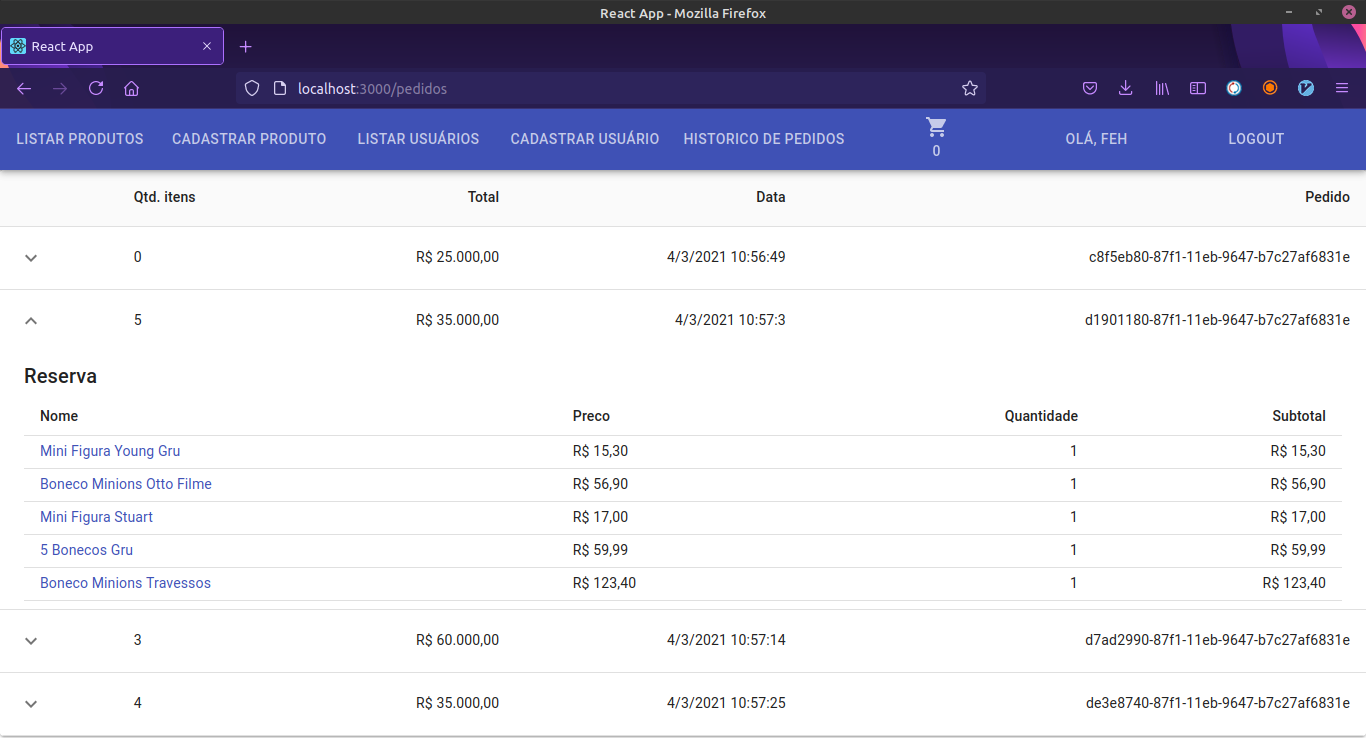 React App - Mozilla Firefox
React App
localhost:3000/pedidos
LISTAR PRODUTOS CADASTRAR PRODUTO LISTAR USUÁRIOS CADASTRAR USUÁRIO HISTORICO DE PEDIDOS 0 OLÁ, FEH LOGOUT
Qtd. itens Total Data Pedido
0 R$ 25.000,00 4/3/2021 10:56:49 c8f5eb80-87f1-11eb-9647-b7c27af6831e
5 R$ 35.000,00 4/3/2021 10:57:3 d1901180-87f1-11eb-9647-b7c27af6831e
Reserva
Nome Preco Quantidade Subtotal
Mini Figura Young Gru R$ 15,30 1 R$ 15,30
Boneco Minions Otto Filme R$ 56,90 1 R$ 56,90
Mini Figura Stuart R$ 17,00 1 R$ 17,00
5 Bonecos Gru R$ 59,99 1 R$ 59,99
Boneco Minions Travessos R$ 123,40 1 R$ 123,40
3 R$ 60.000,00 4/3/2021 10:57:14 d7ad2990-87f1-11eb-9647-b7c27af6831e
4 R$ 35.000,00 4/3/2021 10:57:25 de3e8740-87f1-11eb-9647-b7c27af6831e